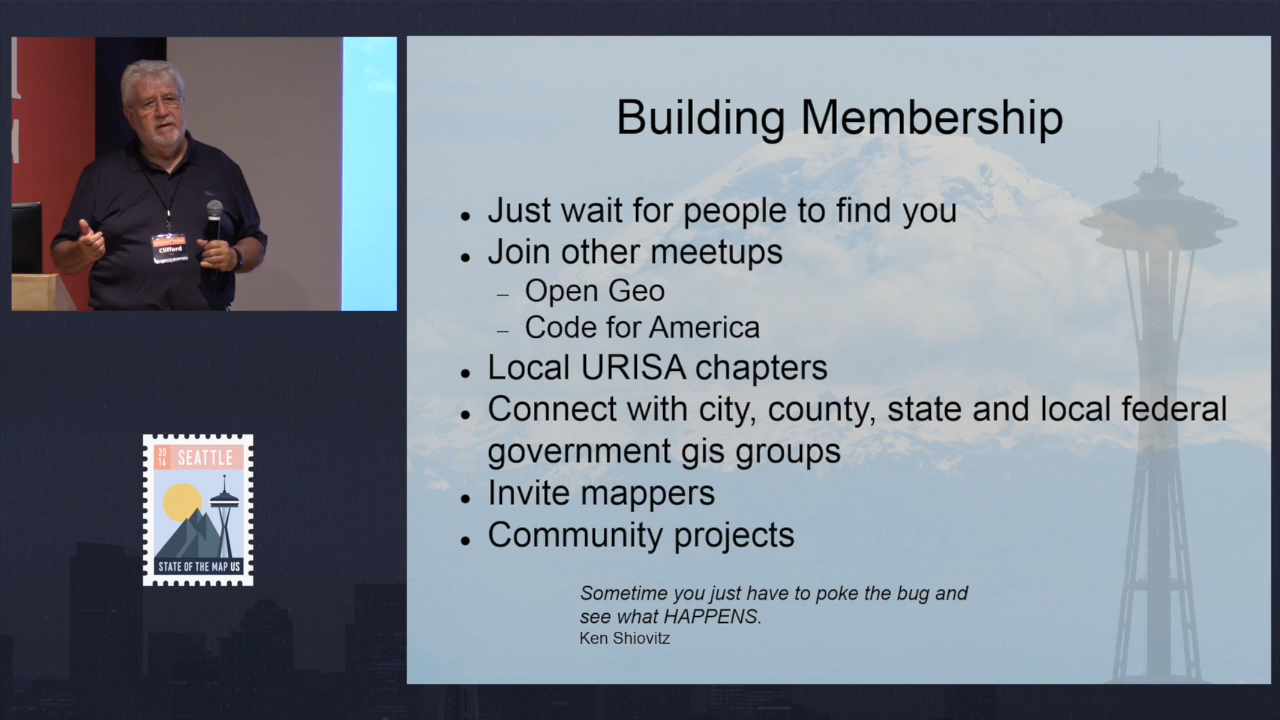 Building Membership
Just wait for people to find you
Join other meetups
Open Geo
Code for America
Local URISA chapters
Connect with city, county, state and local federal
government gis groups
Invite mappers
Community projects
Sometime you just have to poke the bug and
see what HAPPENS.
Ken Shiovitz
Clifford
2016 SEATTLE
STATE OF THE MAP US